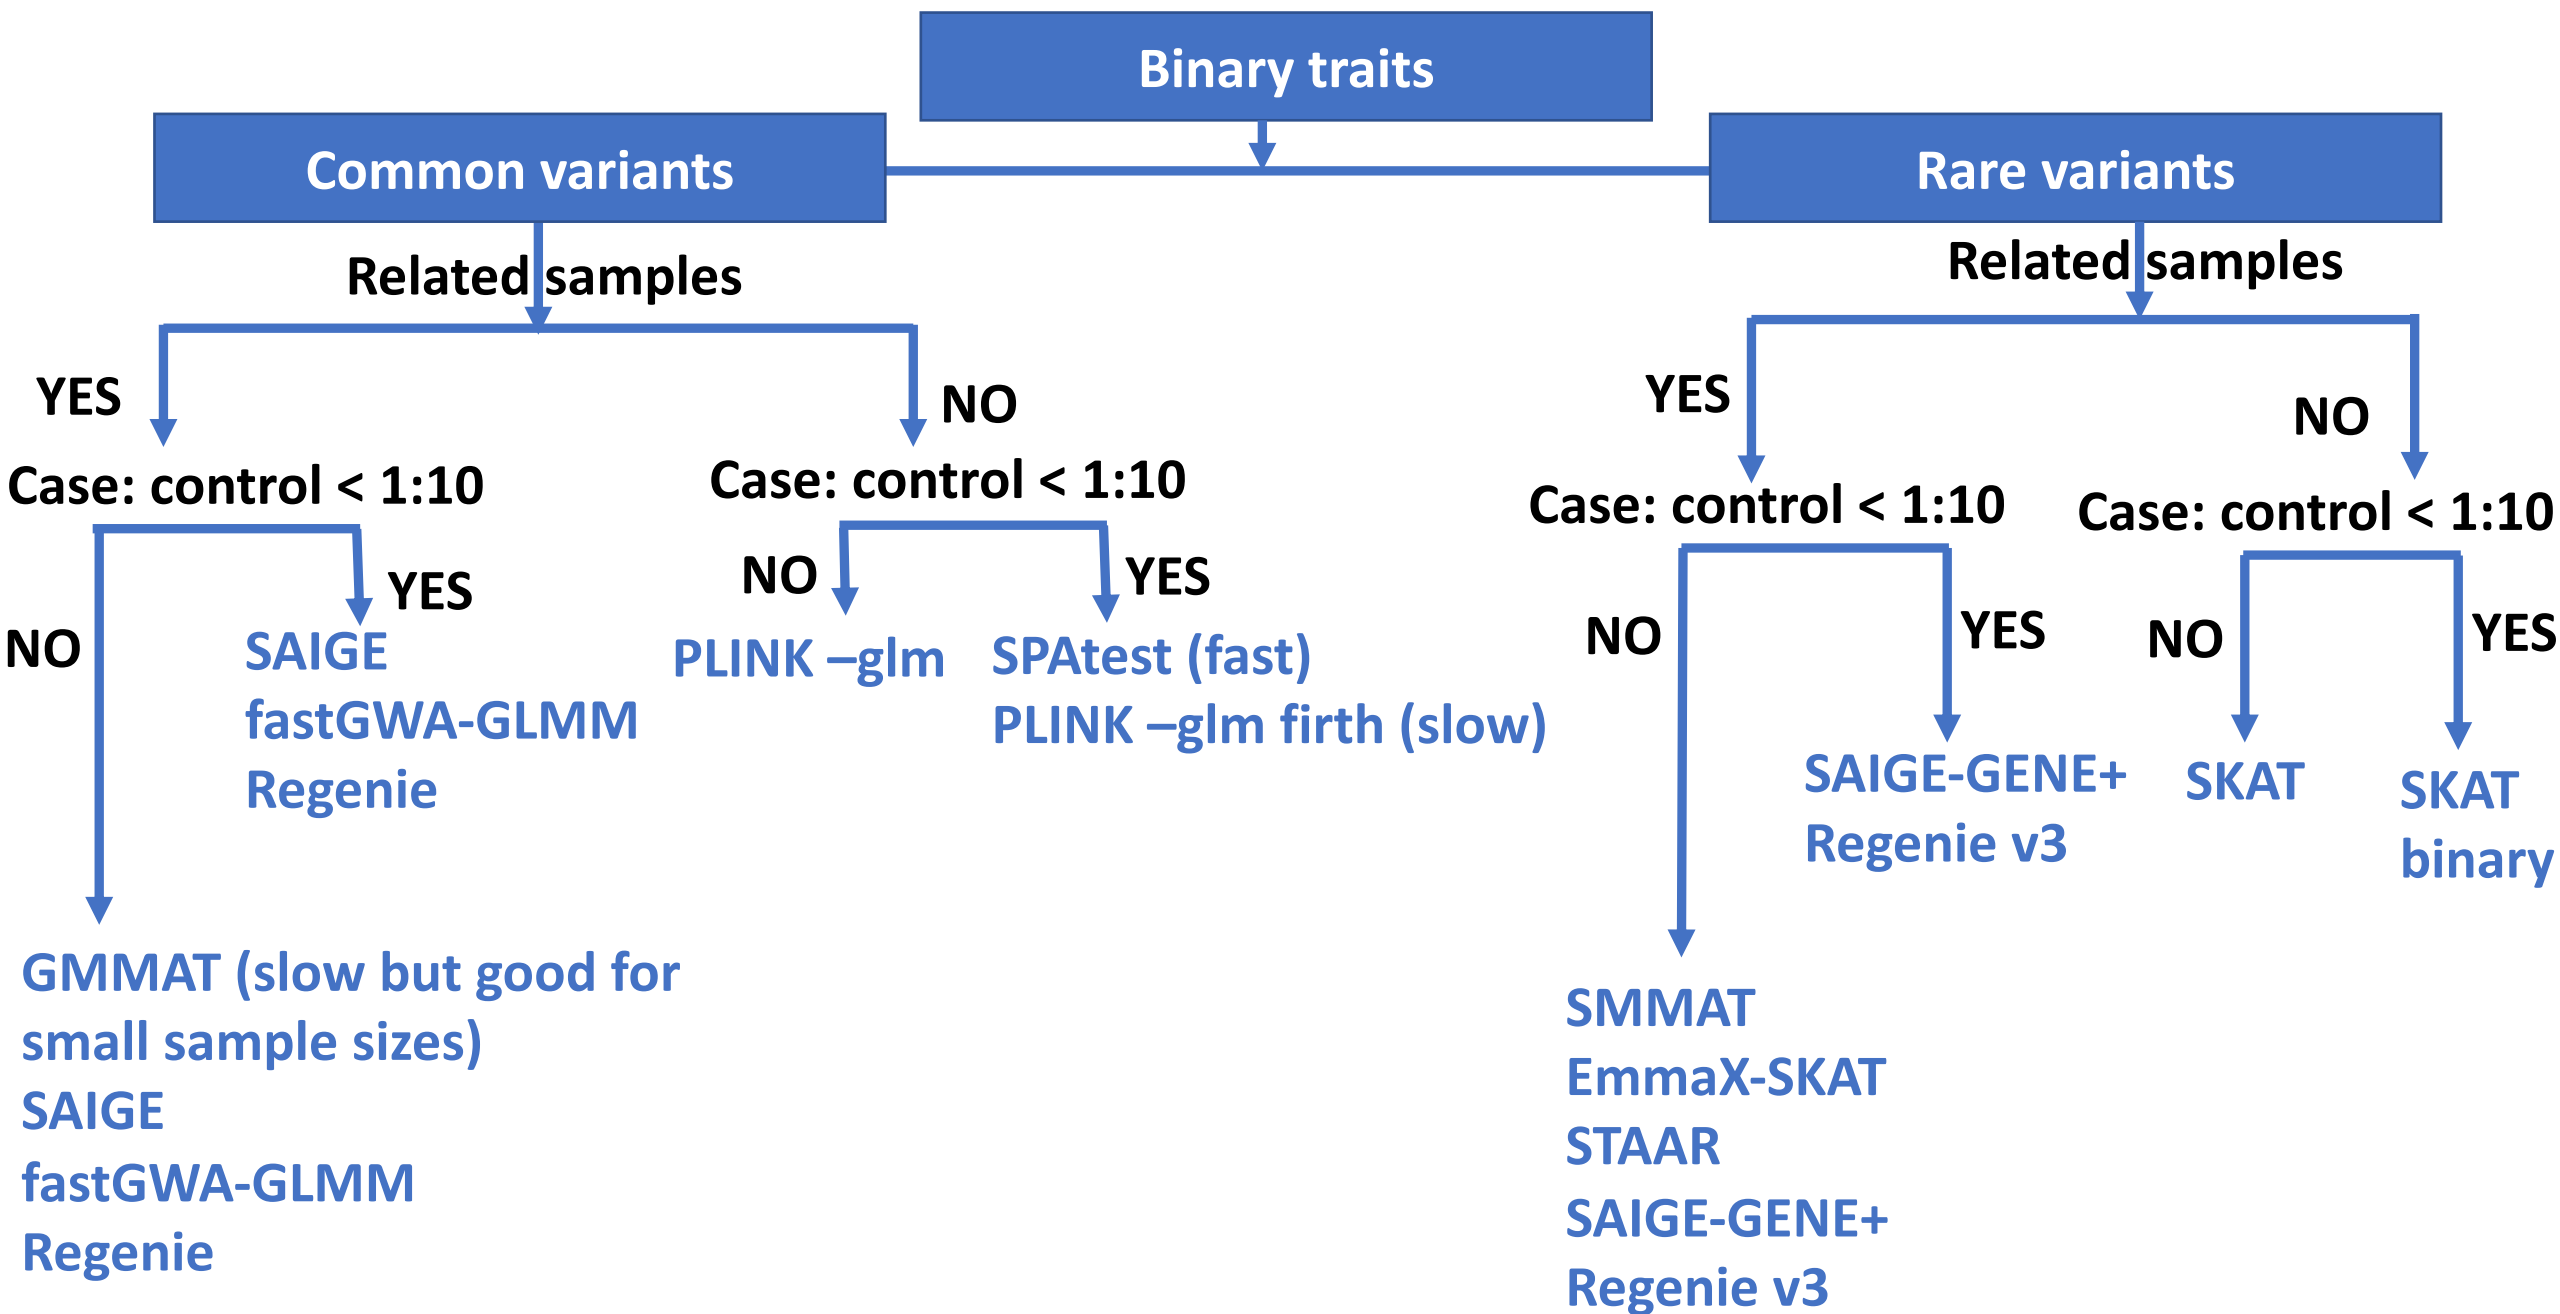 Binary traits
Common variants
Rare variants
Related samples
Related samples
YES
NO
YES
NO
Case: control < 1:10
Case: control < 1:10
Case: control < 1:10
Case: control < 1:10
NO
YES
NO
YES
NO
YES
NO
YES
SAIGE
fastGWA-GLMM
Regenie
PLINK –glm
SPAtest (fast)
PLINK –glm firth (slow)
SAIGE-GENE+
Regenie v3
SKAT
SKAT
binary
GMMAT (slow but good for
small sample sizes)
SAIGE
fastGWA-GLMM
Regenie
SMMAT
EmmaX-SKAT
STAAR
SAIGE-GENE+
Regenie v3